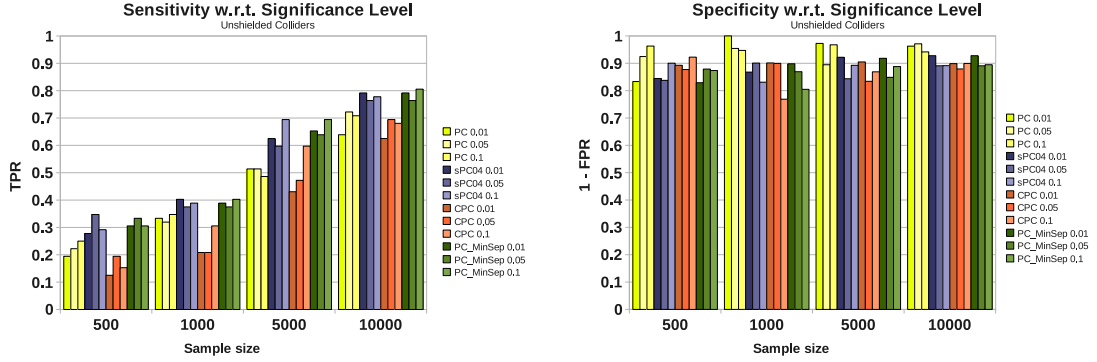 Sensitivity w.r.t. Significance Level
Unshielded Colliders
TPR
1
0.9
0.8
0.7
0.6
0.5
0.4
0.3
0.2
0.1
0
500 1000 5000 10000
Sample size
PC 0.01
PC 0.05
PC 0.1
sPC04 0.01
sPC04 0.05
sPC04 0.1
CPC 0.01
CPC 0,05
CPC 0,1
PC_MinSep 0,01
PC_MinSep 0,05
PC_MinSep 0,1
Specificity w.r.t. Significance Level
Unshielded Colliders
1 - FPR
1
0.9
0.8
0.7
0.6
0.5
0.4
0.3
0.2
0.1
0
500 1000 5000 10000
Sample size
PC 0.01
PC 0.05
PC 0.1
sPC04 0.01
sPC04 0.05
sPC04 0.1
CPC 0.01
CPC 0.05
CPC 0.1
PC_MinSep 0,01
PC_MinSep 0,05
PC_MinSep 0,1